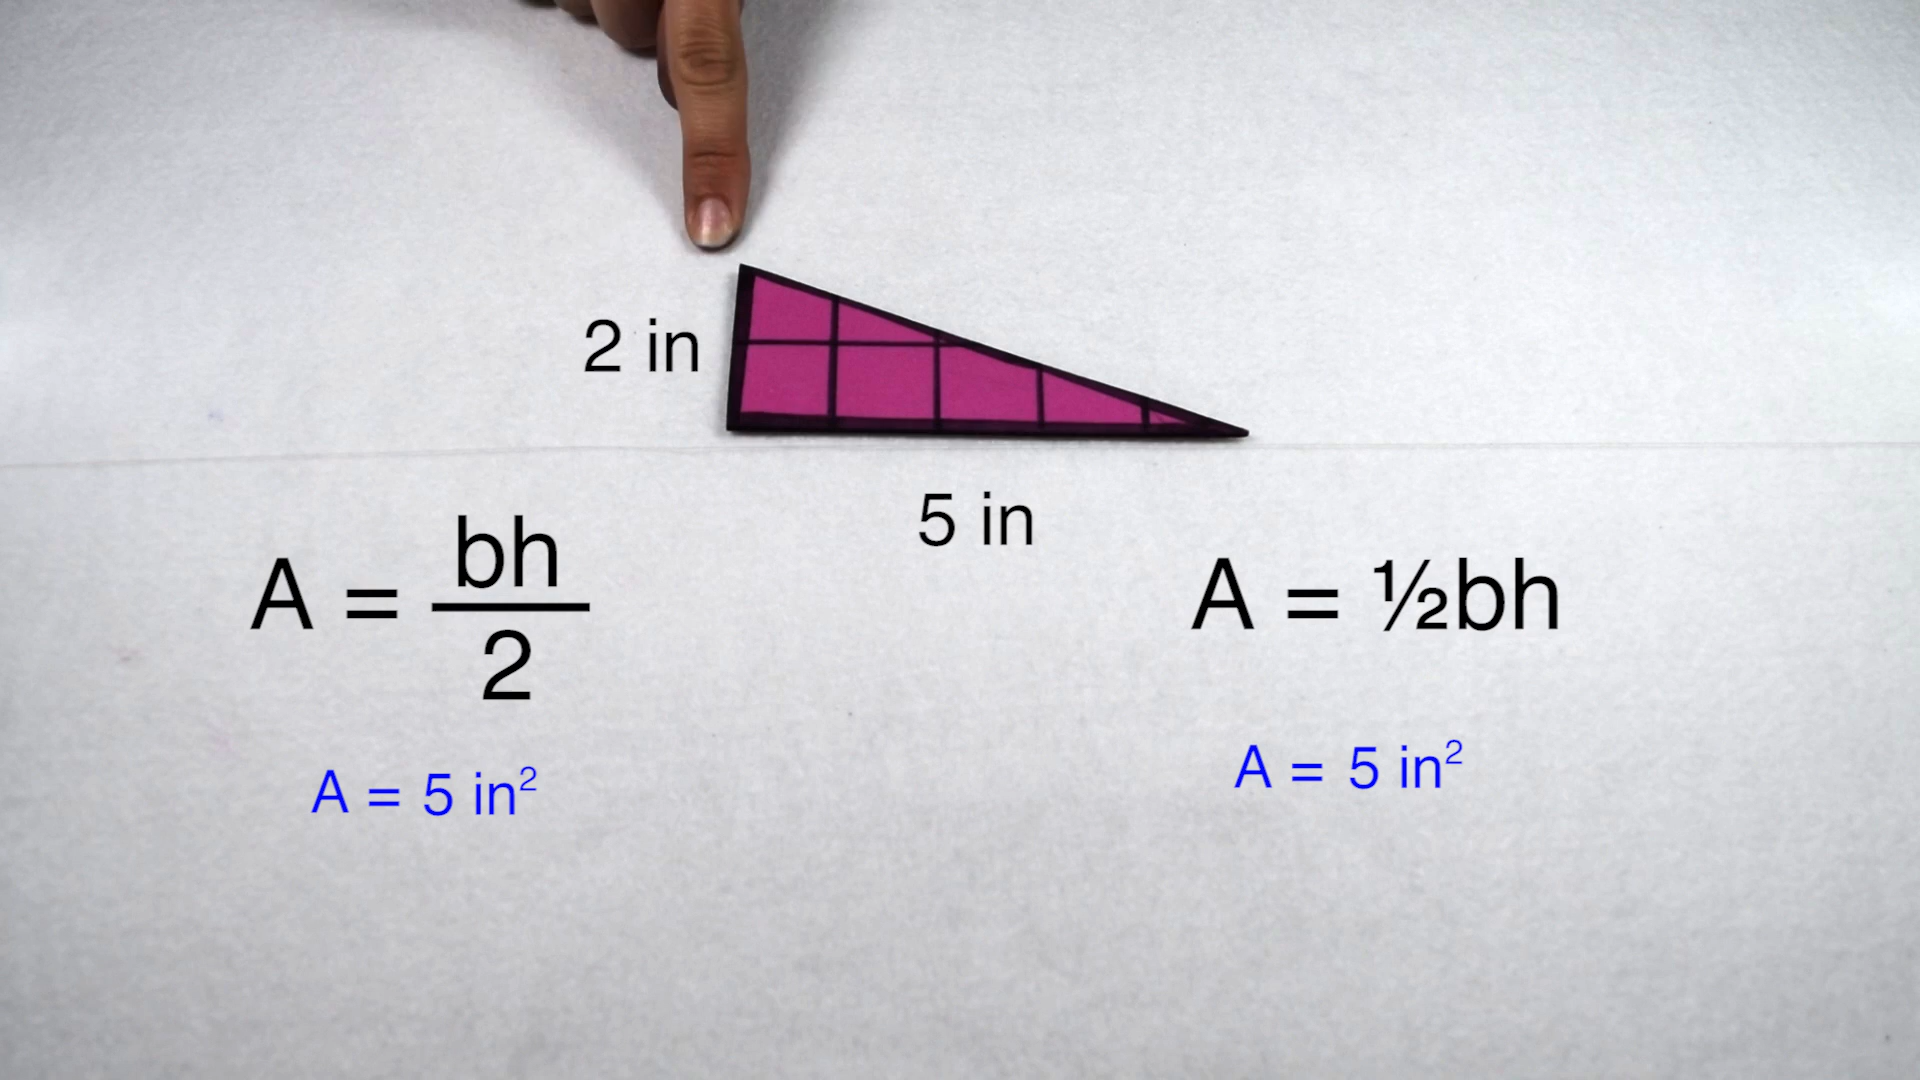 2 in
5 in
A = bh/2
A = ½bh
A = 5 in²
A = 5 in²